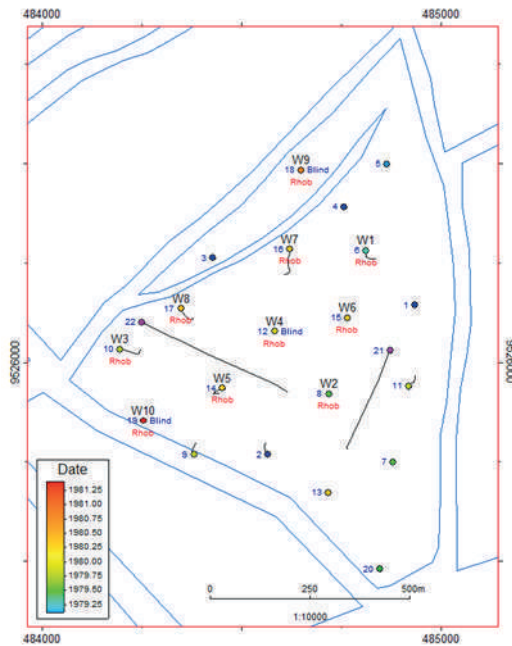 484000 485000
W9
18 Blind
Rhob
5
4
W7
16
Rhob
W1
6
Rhob
3
W8
17
Rhob
W6
15
Rhob
1
22
W4
12 Blind
Rhob
W3
10
Rhob
21
9626000 9626000
W5
14
Rhob
W2
8
Rhob
11
W10
19 Blind
Rhob
9
2
7
13
20
Date
1981.25
1981.00
1980.75
1980.50
1980.25
1980.00
1979.75
1979.50
1979.25
0 250 500m
1:10000
484000 485000